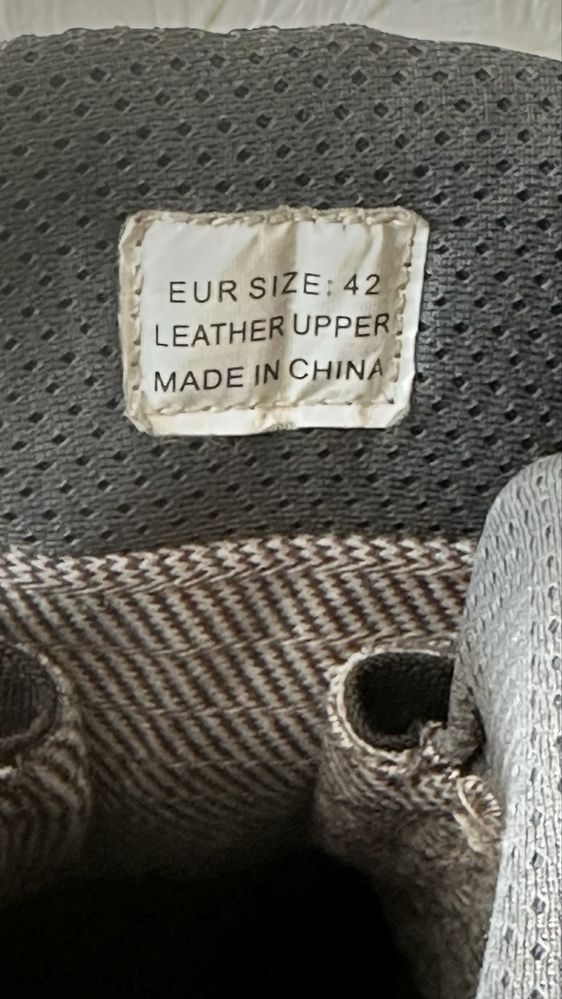 EUR SIZE: 42
LEATHER UPPER
MADE IN CHINA